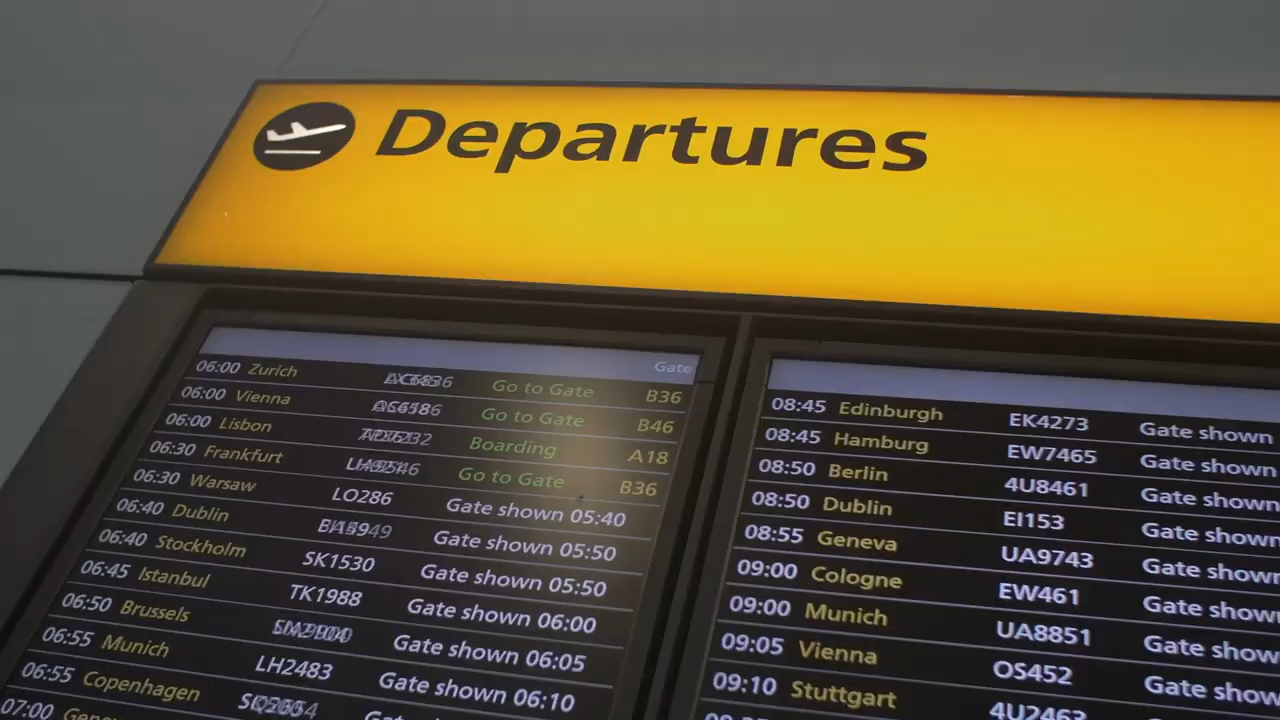 Departures
Gate
06:00 Zurich Go to Gate B36
06:00 Vienna Go to Gate B46
06:00 Lisbon Boarding A18
06:30 Frankfurt Go to Gate B36
06:30 Warsaw LO286 Gate shown 05:40
06:40 Dublin Gate shown 05:50
06:40 Stockholm SK1530 Gate shown 05:50
06:45 Istanbul TK1988 Gate shown 06:00
06:50 Brussels Gate shown 06:05
06:55 Munich LH2483 Gate shown 06:10
06:55 Copenhagen
07:00
08:45 Edinburgh EK4273 Gate shown
08:45 Hamburg EW7465 Gate shown
08:50 Berlin 4U8461 Gate shown
08:50 Dublin EI153 Gate shown
08:55 Geneva UA9743 Gate shown
09:00 Cologne EW461 Gate show
09:00 Munich UA8851 Gate show
09:05 Vienna OS452 Gate show
09:10 Stuttgart 4U2463